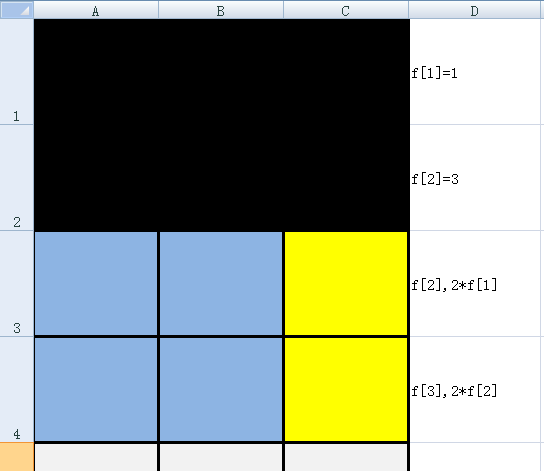 A B C D
1 f[1]=1
2 f[2]=3
3 f[2],2*f[1]
4 f[3],2*f[2]